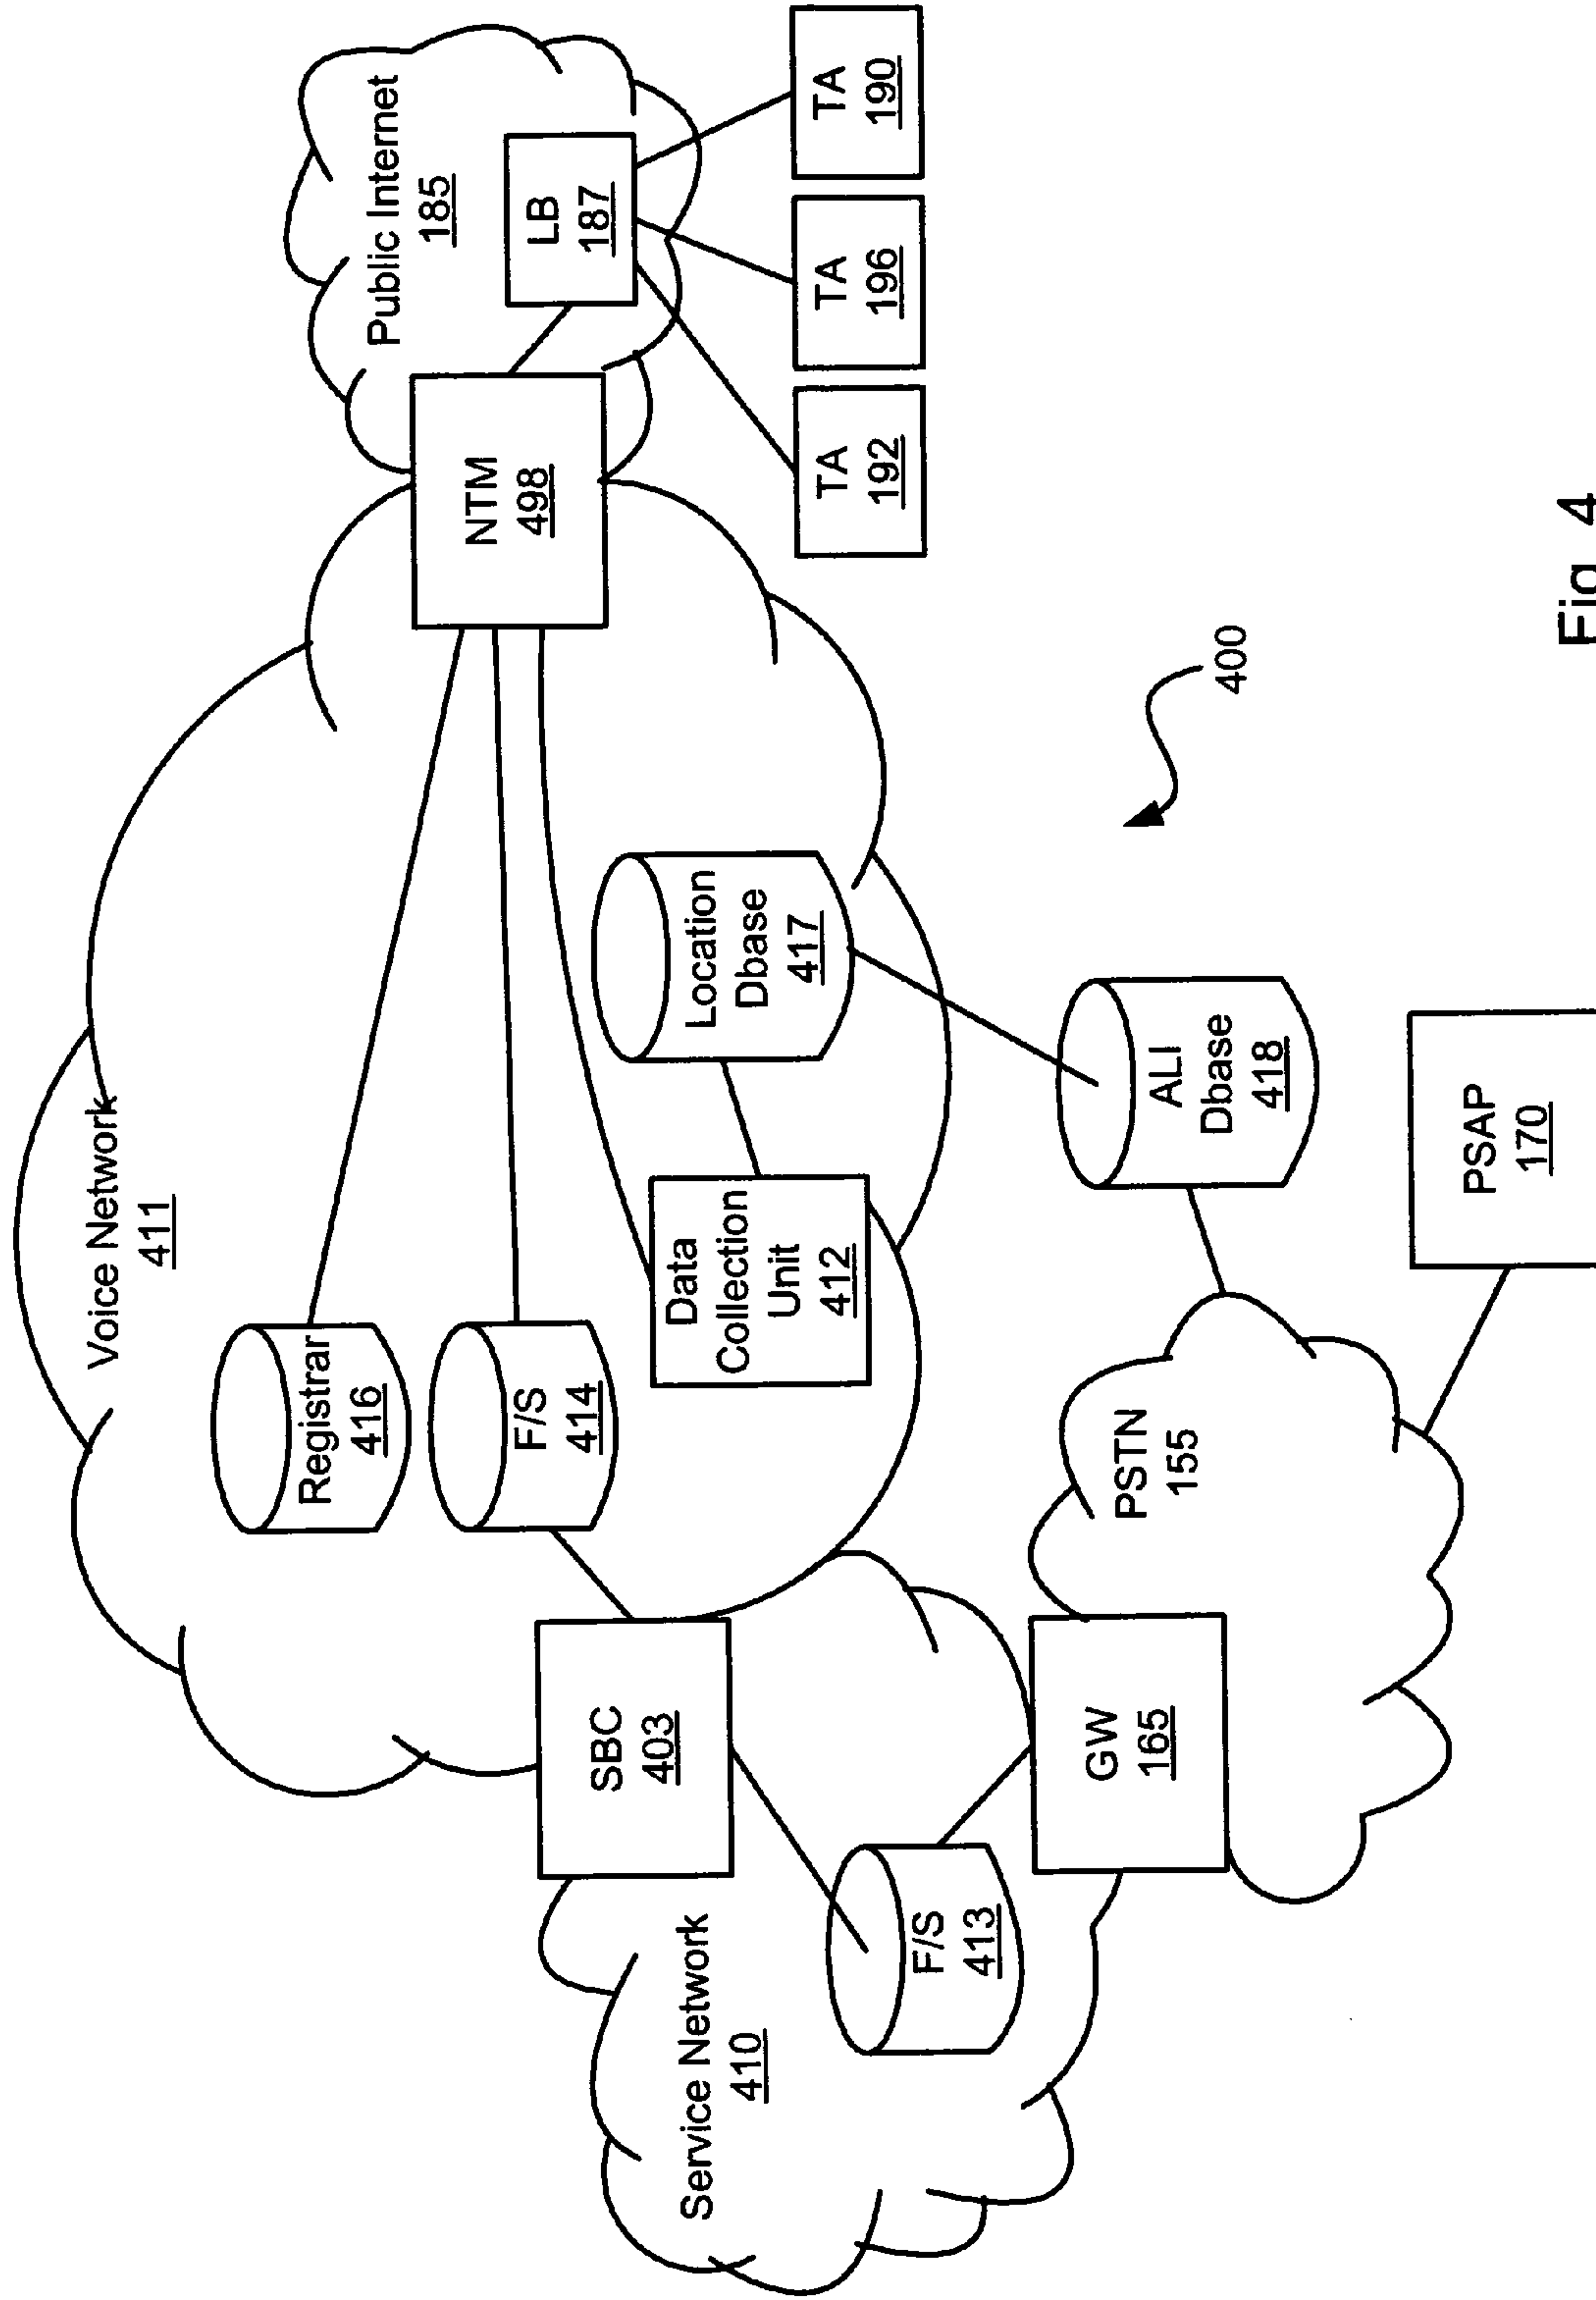 Voice Network
411
Registrar
416
F/S
414
Data
Collection
Unit
412
Location
Dbase
417
NTM
498
Public Internet
185
LB
187
TA
192
TA
196
TA
190
SBC
403
Service Network
410
F/S
413
GW
165
PSTN
155
ALI
Dbase
418
PSAP
170
400
Fig. 4